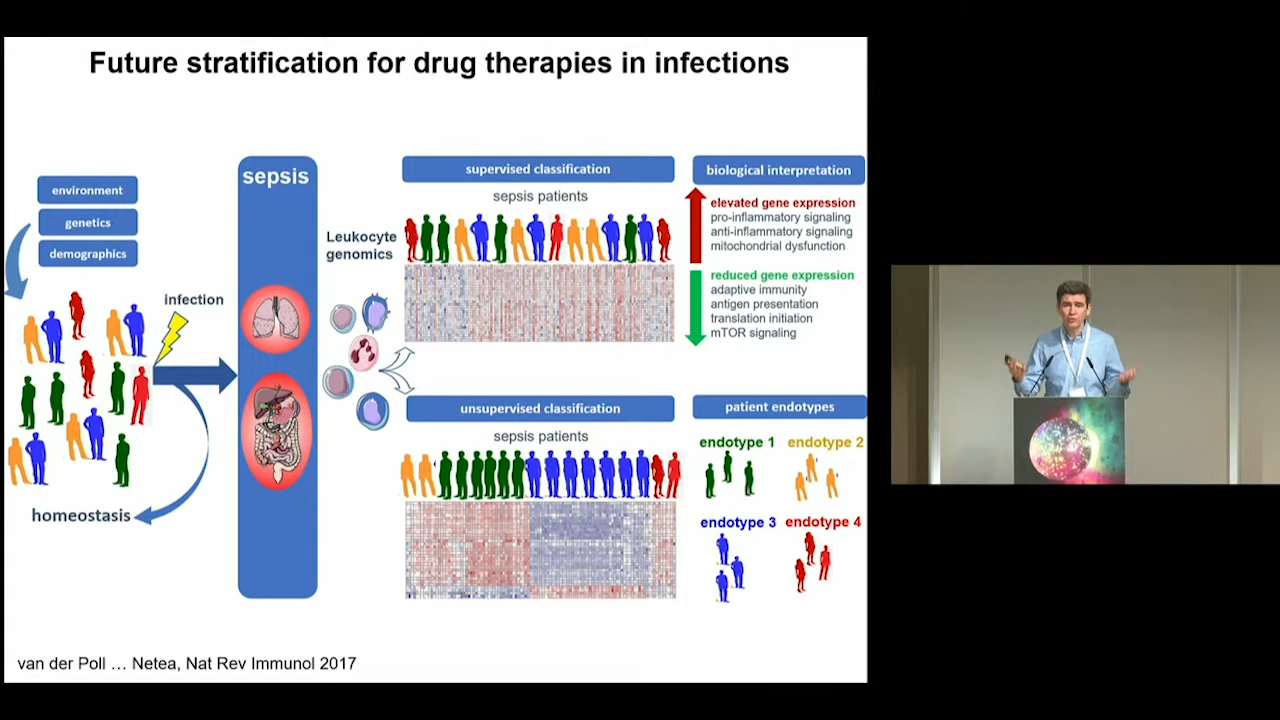 Future stratification for drug therapies in infections
environment
genetics
demographics
infection
homeostasis
sepsis
Leukocyte
genomics
supervised classification
sepsis patients
biological interpretation
elevated gene expression
pro-inflammatory signaling
anti-inflammatory signaling
mitochondrial dysfunction
reduced gene expression
adaptive immunity
antigen presentation
translation initiation
mTOR signaling
unsupervised classification
sepsis patients
patient endotypes
endotype 1
endotype 2
endotype 3
endotype 4
van der Poll … Netea, Nat Rev Immunol 2017